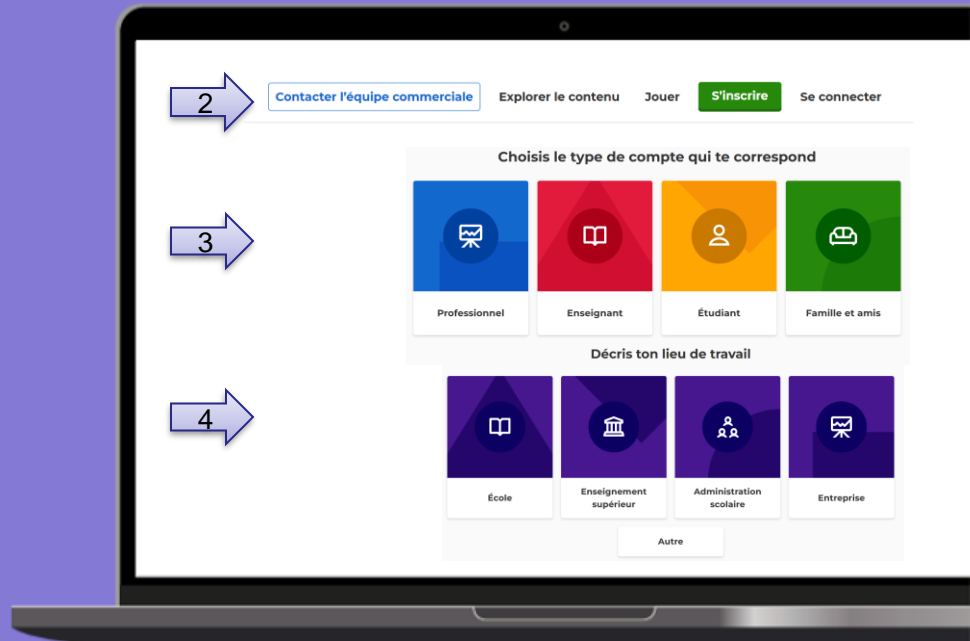 2
Contacter l'équipe commerciale Explorer le contenu Jouer S'inscrire Se connecter
Choisis le type de compte qui te correspond
3
Professionnel Enseignant Étudiant Famille et amis
Décris ton lieu de travail
4
École Enseignement supérieur Administration scolaire Entreprise
Autre